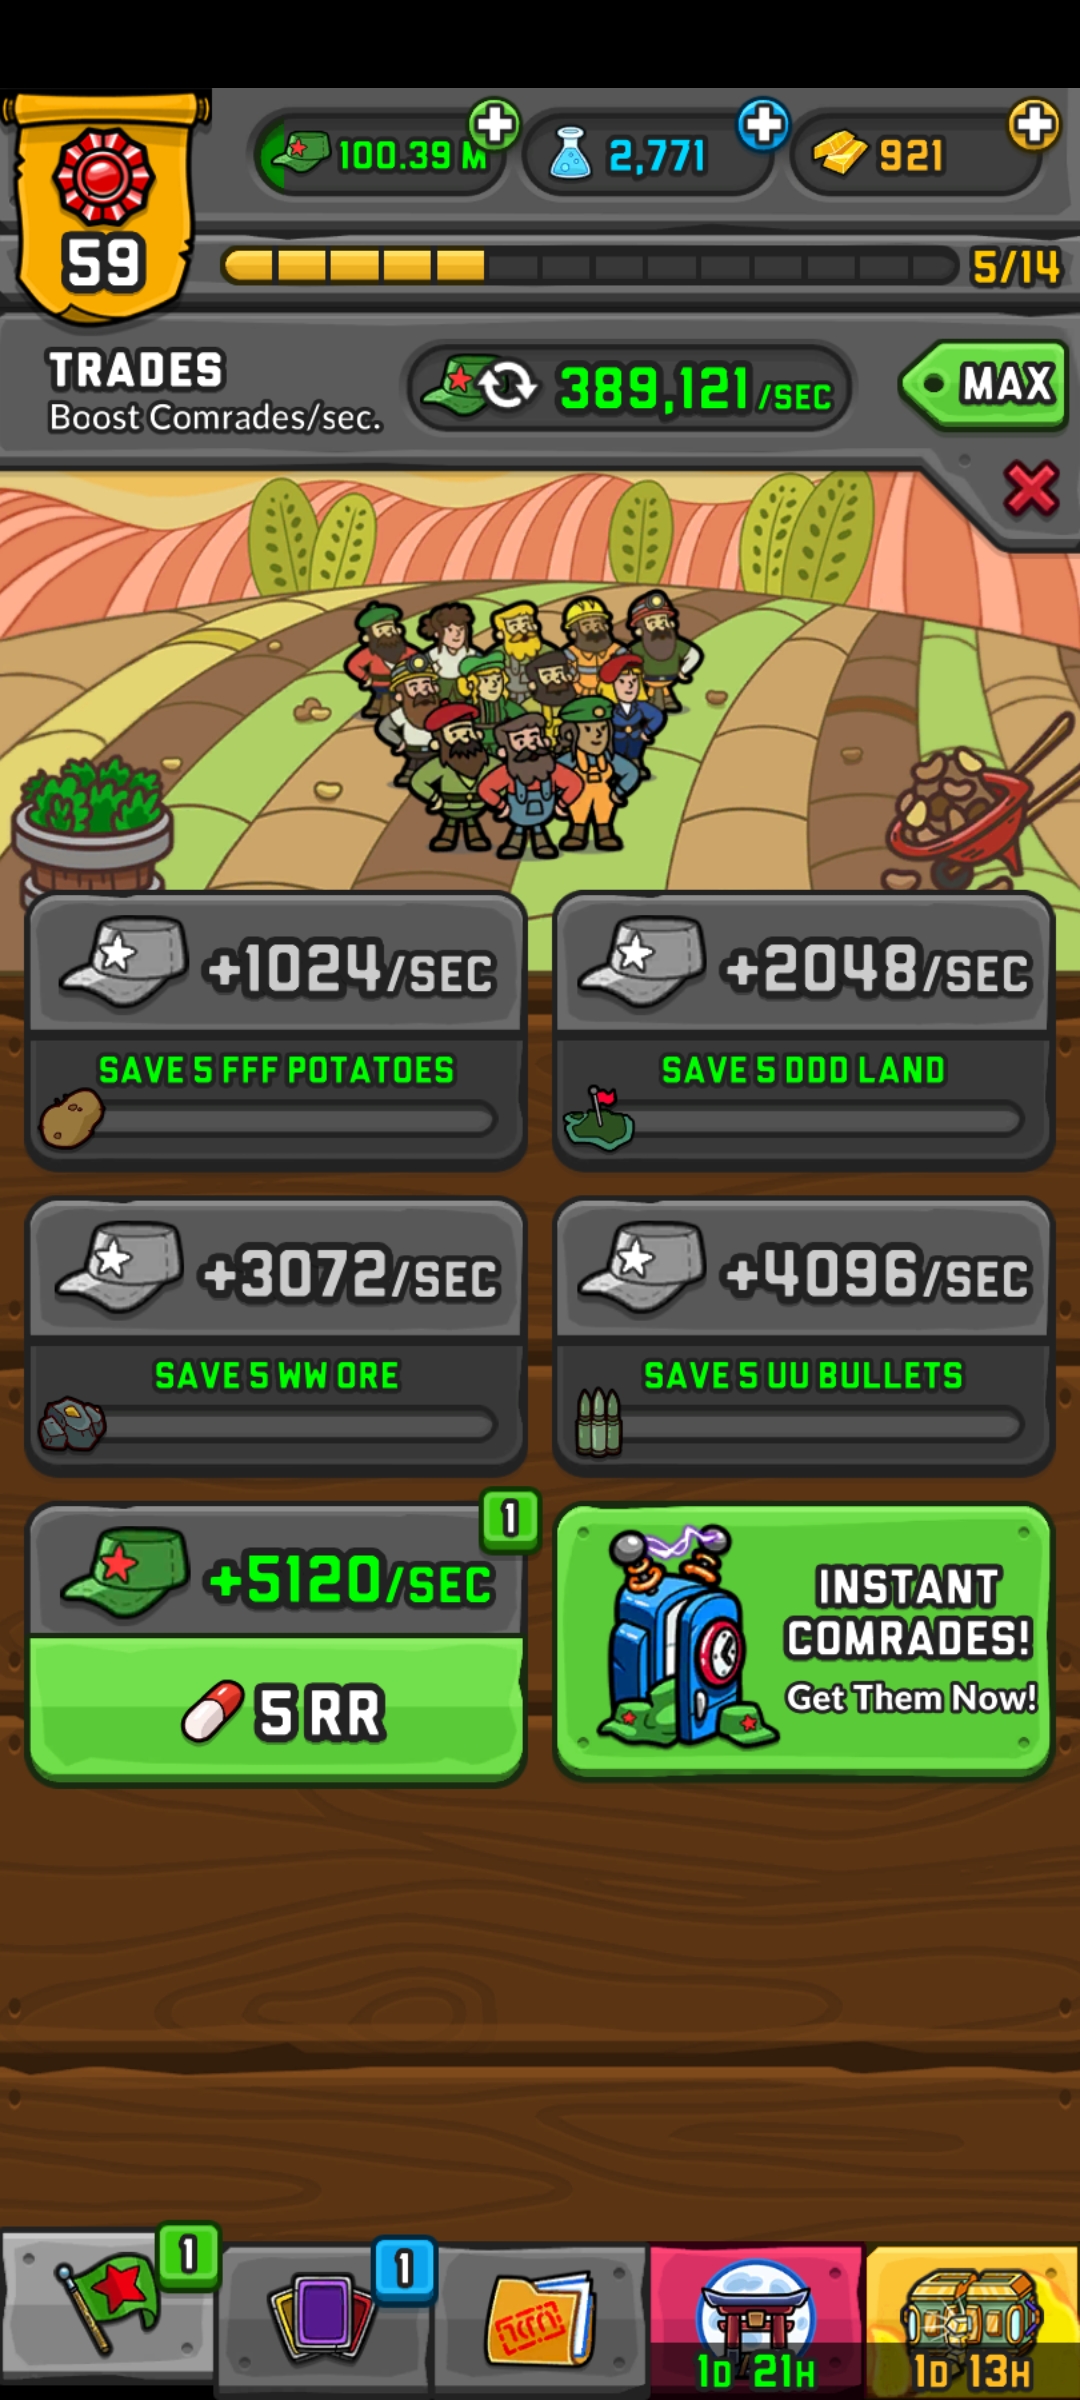 59
100.39 M
2,771
921
5/14
TRADES
Boost Comrades/sec.
389,121/SEC
MAX
+1024/SEC
SAVE 5 FFF POTATOES
+2048/SEC
SAVE 5 DDD LAND
+3072/SEC
SAVE 5 WW ORE
+4096/SEC
SAVE 5 UU BULLETS
1
+5120/SEC
5 RR
INSTANT
COMRADES!
Get Them Now!
1
1
1D 21H
1D 13H